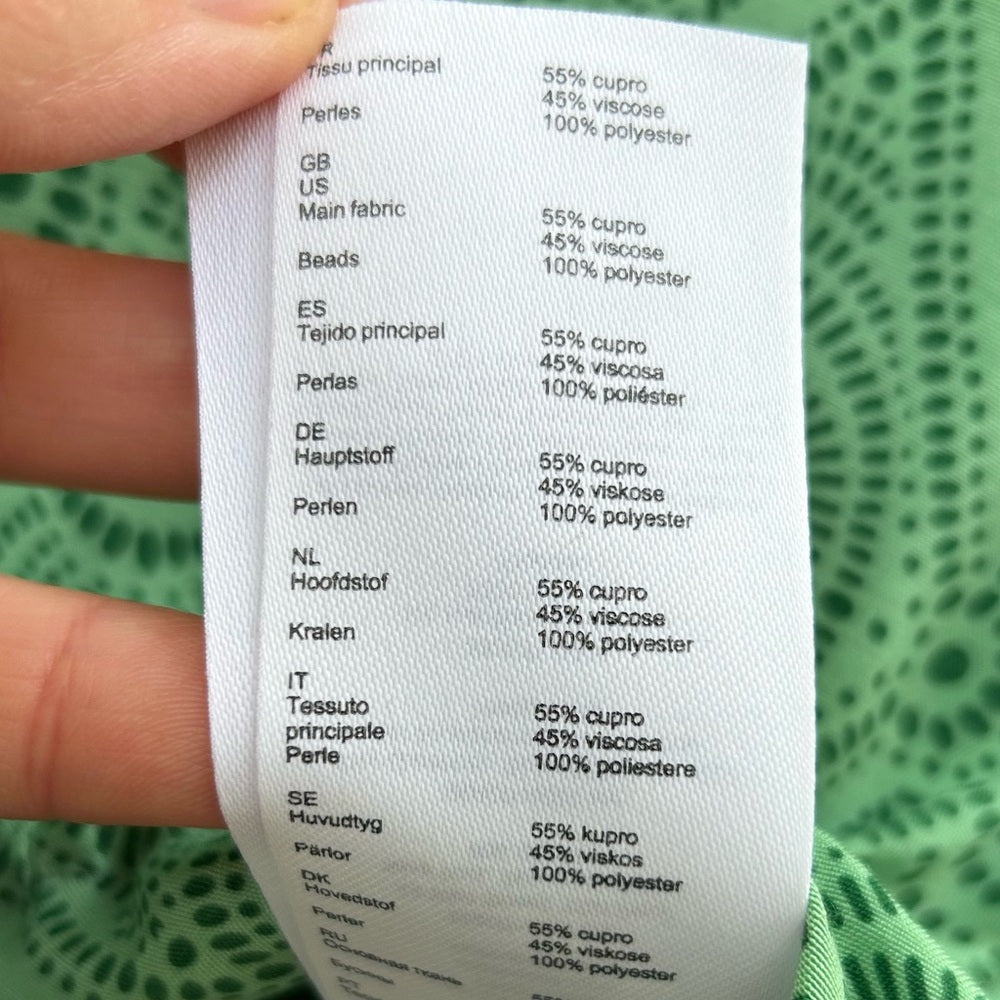 Tissu principal
55% cupro
45% viscose
Perles
100% polyester
GB
US
Main fabric
55% cupro
45% viscose
Beads
100% polyester
ES
Tejido principal
55% cupro
45% viscosa
Perlas
100% poliéster
DE
Hauptstoff
55% cupro
45% viskose
Perlen
100% polyester
NL
Hoofdstof
55% cupro
45% viscose
Kralen
100% polyester
IT
Tessuto
principale
55% cupro
45% viscosa
Perle
100% poliestere
SE
Huvudtyg
55% kupro
45% viskos
Pärlor
100% polyester
DK
Hovedstof
55% cupro
45% viskose
Perler
100% polyester
RU
Основная ткань
PT